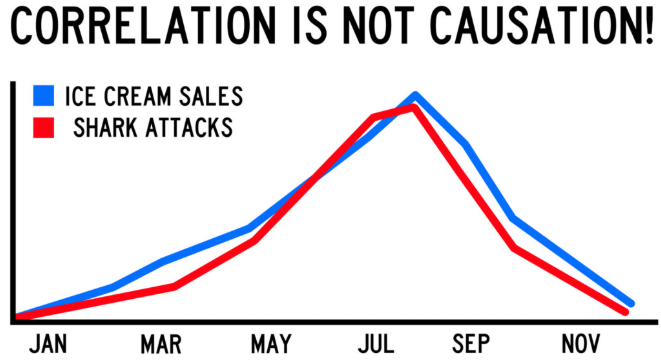 CORRELATION IS NOT CAUSATION!
ICE CREAM SALES
SHARK ATTACKS
JAN MAR MAY JUL SEP NOV